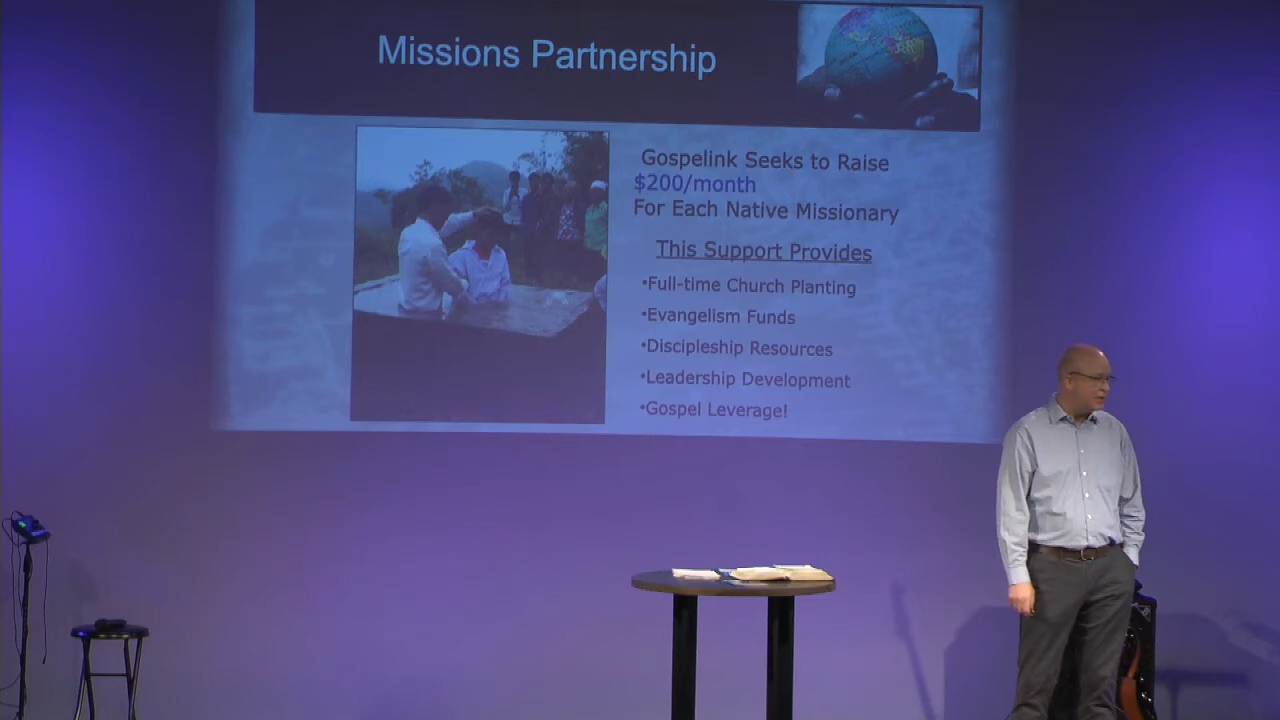 Missions Partnership
Gospelink Seeks to Raise
$200/month
For Each Native Missionary
This Support Provides
•Full-time Church Planting
•Evangelism Funds
•Discipleship Resources
•Leadership Development
•Gospel Leverage!